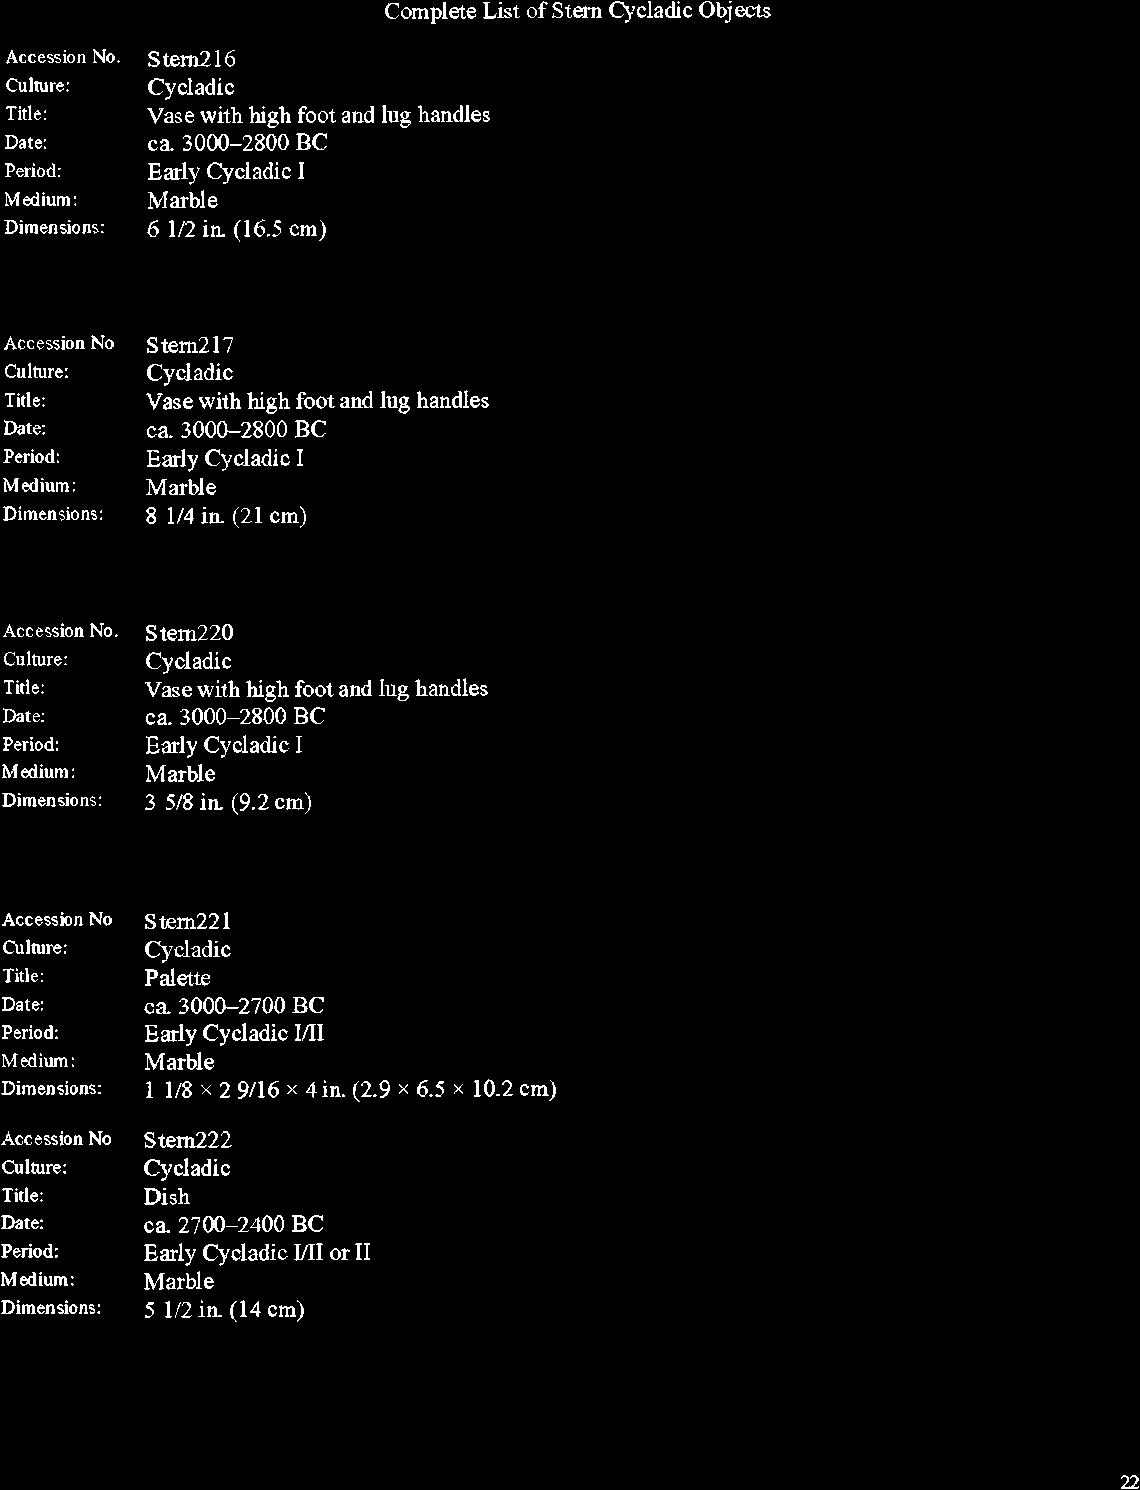 Complete List of Stern Cycladic Objects
Accession No. Stern216
Culture: Cycladic
Title: Vase with high foot and lug handles
Date: ca. 3000–2800 BC
Period: Early Cycladic I
Medium: Marble
Dimensions: 6 1/2 in. (16.5 cm)
Accession No Stern217
Culture: Cycladic
Title: Vase with high foot and lug handles
Date: ca. 3000–2800 BC
Period: Early Cycladic I
Medium: Marble
Dimensions: 8 1/4 in. (21 cm)
Accession No. Stern220
Culture: Cycladic
Title: Vase with high foot and lug handles
Date: ca. 3000–2800 BC
Period: Early Cycladic I
Medium: Marble
Dimensions: 3 5/8 in. (9.2 cm)
Accession No Stern221
Culture: Cycladic
Title: Palette
Date: ca. 3000–2700 BC
Period: Early Cycladic I/II
Medium: Marble
Dimensions: 1 1/8 × 2 9/16 × 4 in. (2.9 × 6.5 × 10.2 cm)
Accession No Stern222
Culture: Cycladic
Title: Dish
Date: ca. 2700–2400 BC
Period: Early Cycladic I/II or II
Medium: Marble
Dimensions: 5 1/2 in. (14 cm)
22